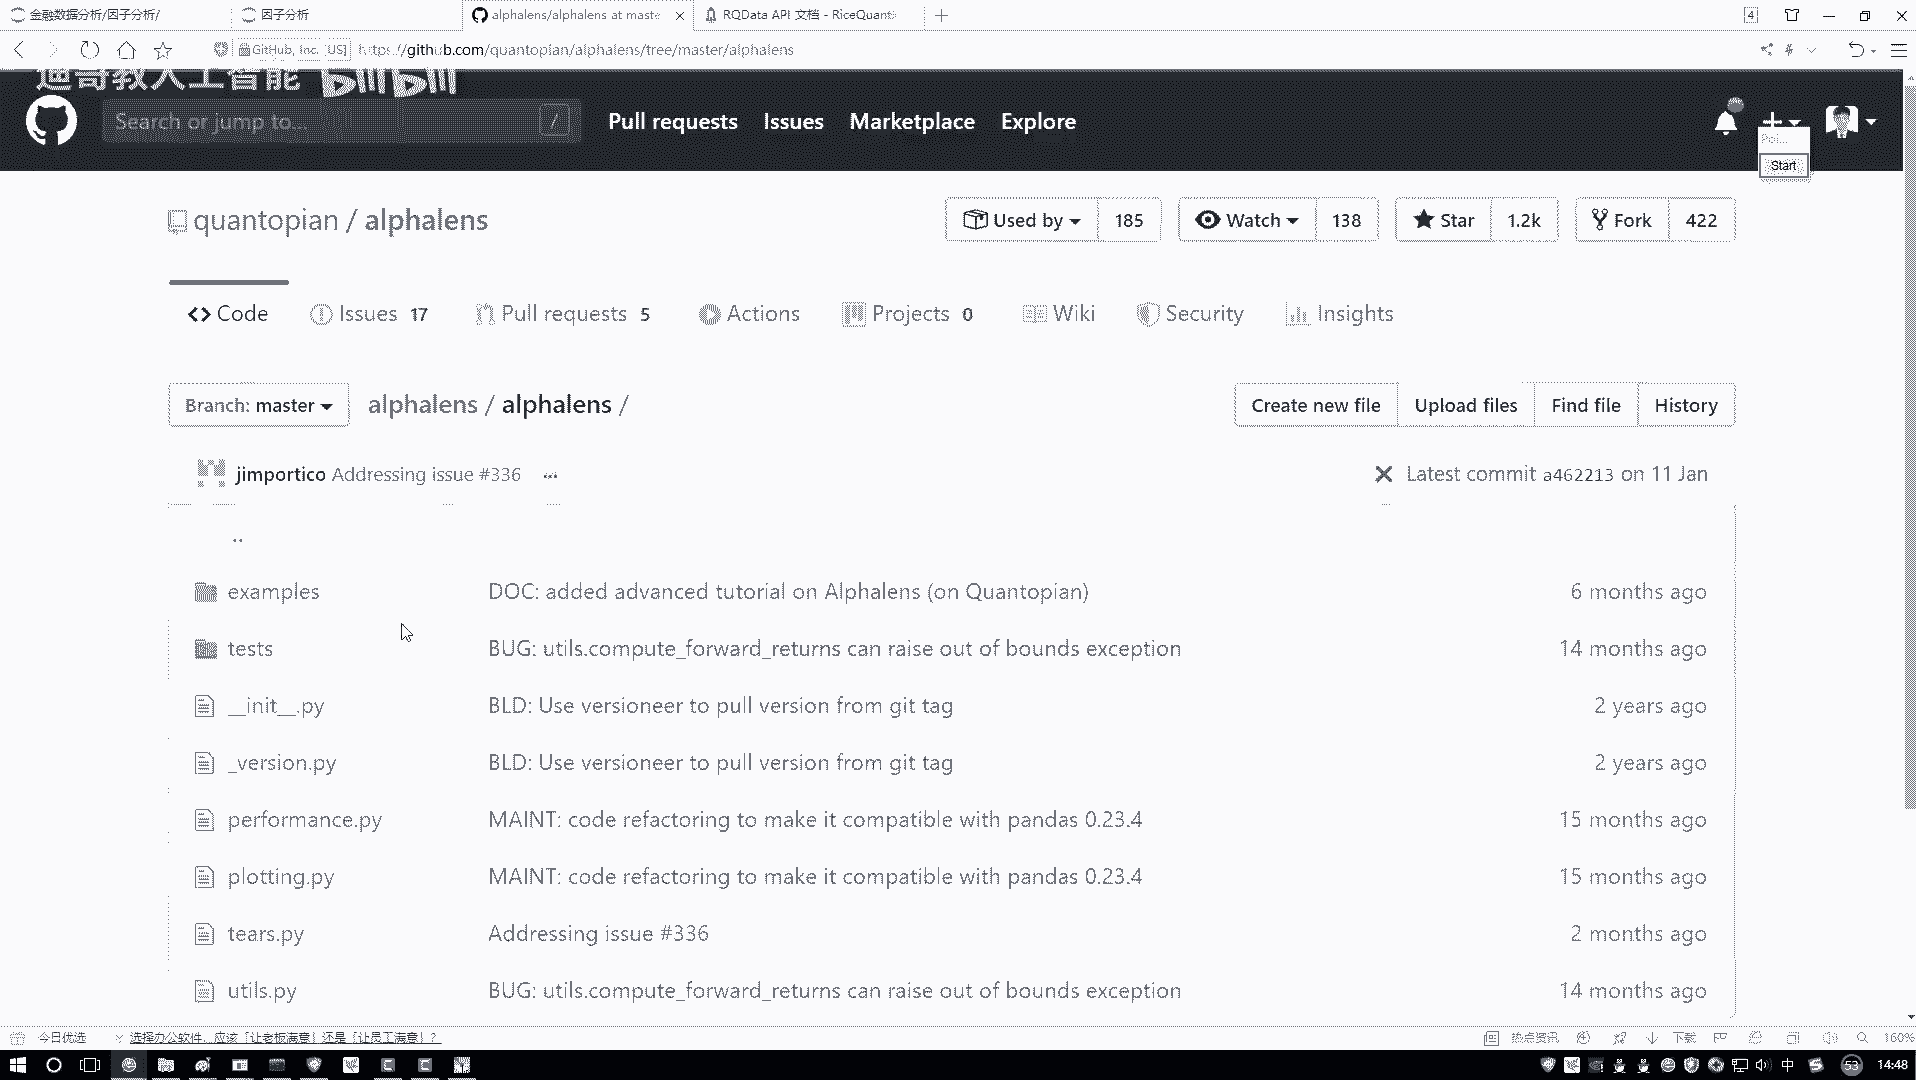 金融数据分析/因子分析/
因子分析
alphalens/alphalens at maste
RQData API 文档 - RiceQuant
4
GitHub, Inc. [US]
https://github.com/quantopian/alphalens/tree/master/alphalens
迪哥教人工智能 bilibili
Search or jump to...
/
Pull requests
Issues
Marketplace
Explore
Poi...
Start
quantopian / alphalens
Used by
185
Watch
138
Star
1.2k
Fork
422
Code
Issues 17
Pull requests 5
Actions
Projects 0
Wiki
Security
Insights
Branch: master
alphalens / alphalens /
Create new file
Upload files
Find file
History
jimportico Addressing issue #336 ...
Latest commit a462213 on 11 Jan
..
examples DOC: added advanced tutorial on Alphalens (on Quantopian) 6 months ago
tests BUG: utils.compute_forward_returns can raise out of bounds exception 14 months ago
__init__.py BLD: Use versioneer to pull version from git tag 2 years ago
_version.py BLD: Use versioneer to pull version from git tag 2 years ago
performance.py MAINT: code refactoring to make it compatible with pandas 0.23.4 15 months ago
plotting.py MAINT: code refactoring to make it compatible with pandas 0.23.4 15 months ago
tears.py Addressing issue #336 2 months ago
utils.py BUG: utils.compute_forward_returns can raise out of bounds exception 14 months ago
今日优选
选择办公软件，应该「让老板满意」还是「让员工满意」？
热点资讯
下载
160%
中
53
14:48